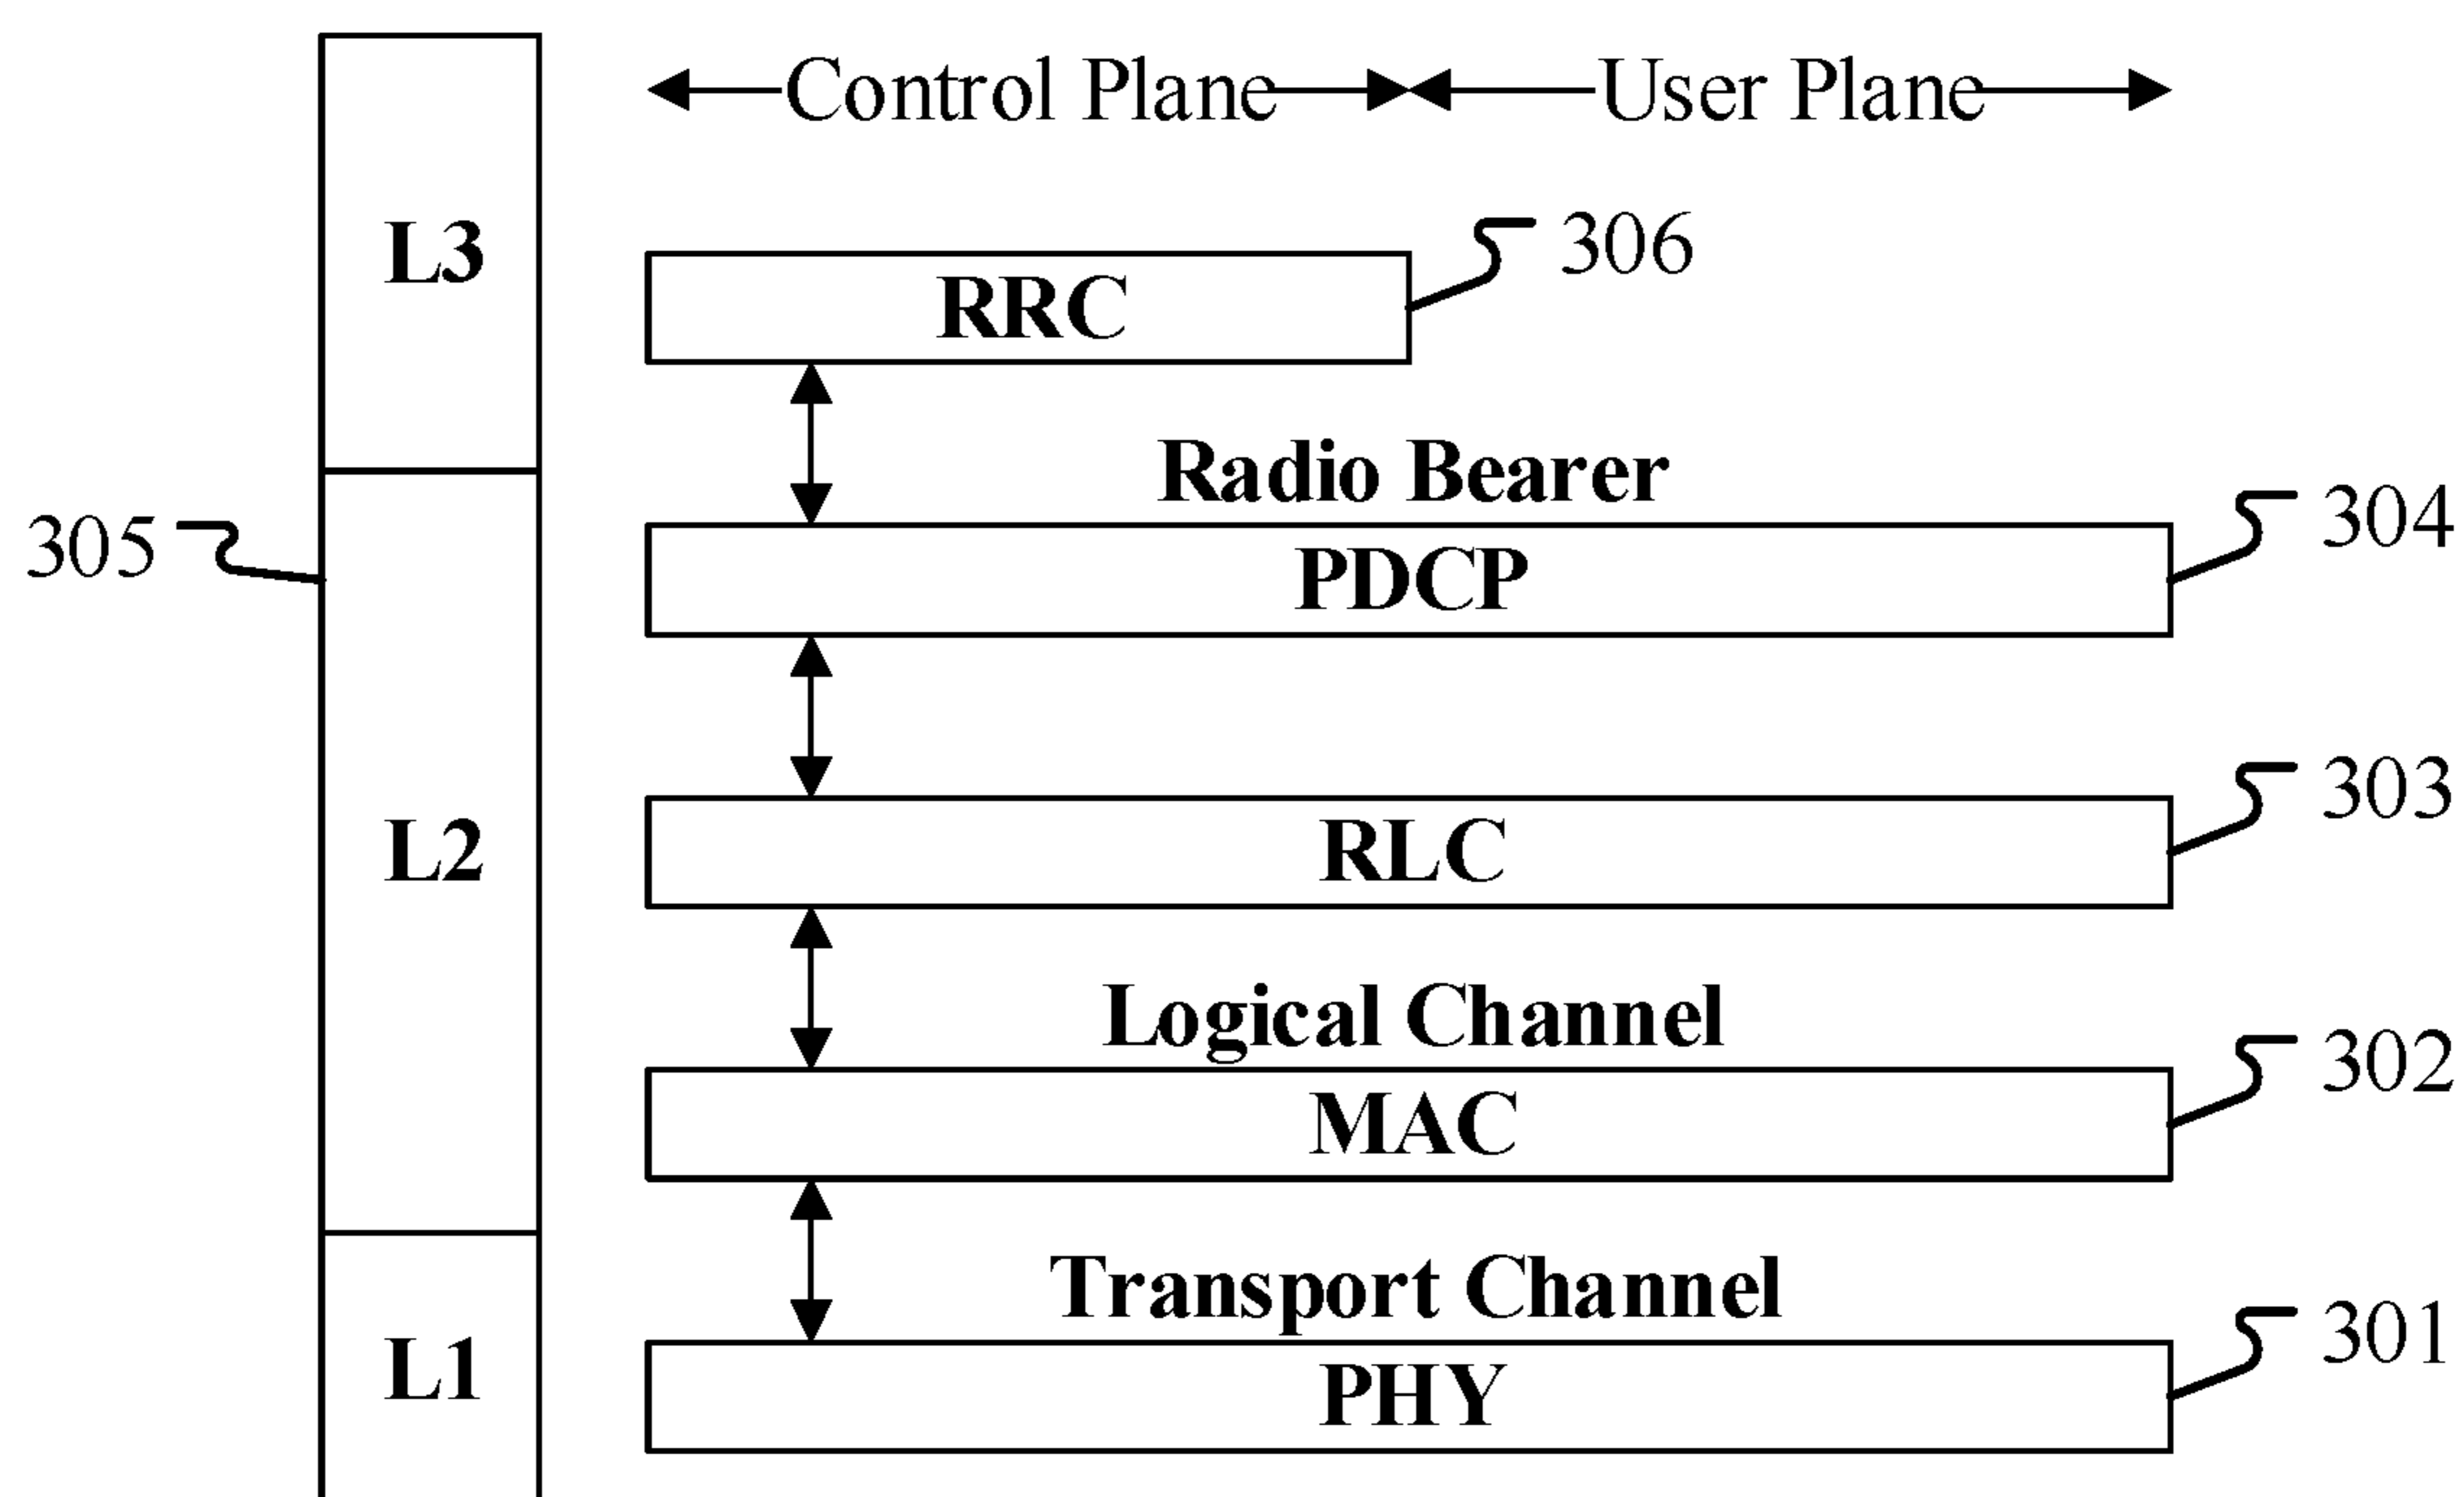 Control Plane User Plane
L3
RRC 306
Radio Bearer
305
PDCP 304
L2
RLC 303
Logical Channel
MAC 302
Transport Channel
L1
PHY 301